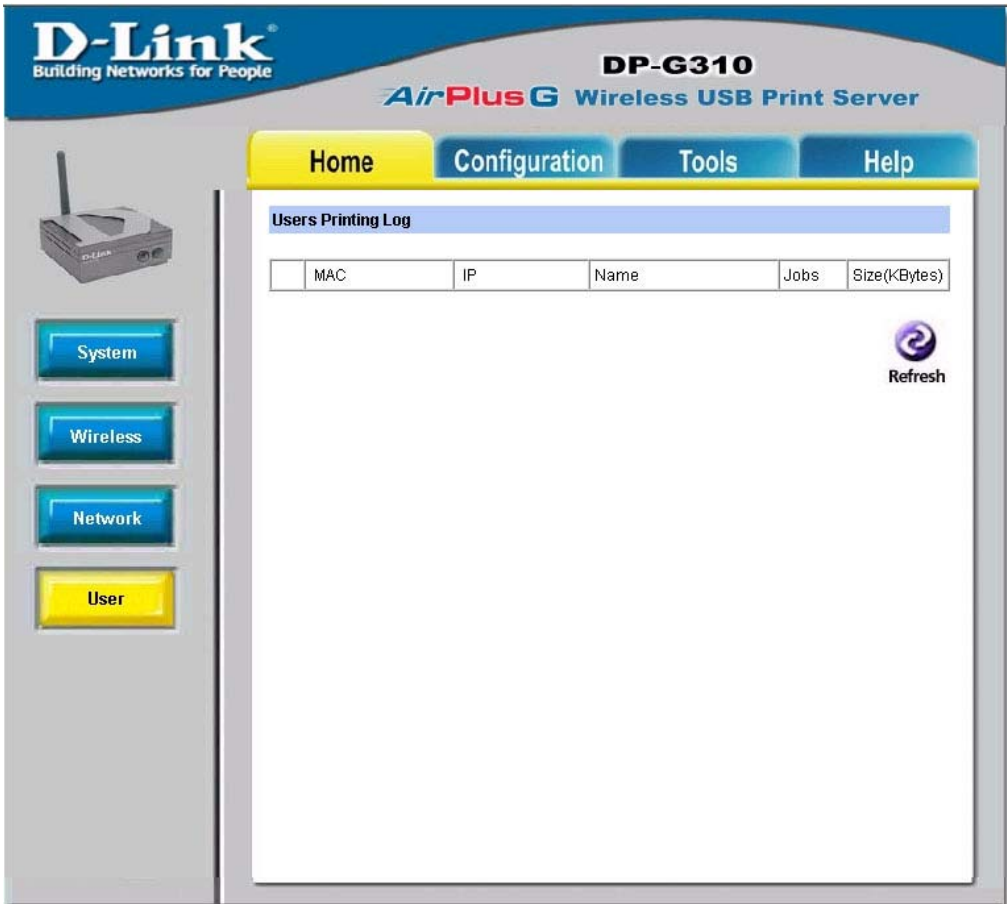 D-Link®
Building Networks for People
DP-G310
AirPlus G Wireless USB Print Server
Home Configuration Tools Help
D-Link
Users Printing Log
MAC IP Name Jobs Size(KBytes)
Refresh
System
Wireless
Network
User